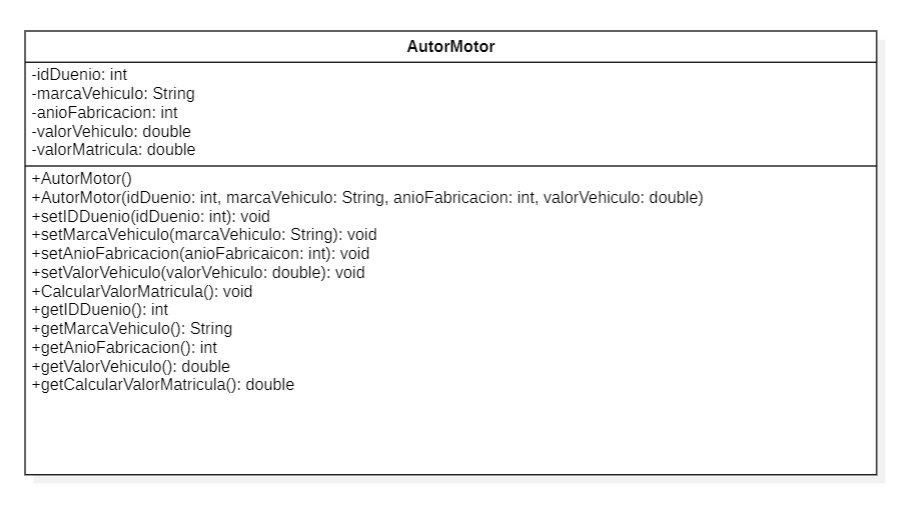 AutorMotor
-idDuenio: int
-marcaVehiculo: String
-anioFabricacion: int
-valorVehiculo: double
-valorMatricula: double
+AutorMotor()
+AutorMotor(idDuenio: int, marcaVehiculo: String, anioFabricacion: int, valorVehiculo: double)
+setIDDuenio(idDuenio: int): void
+setMarcaVehiculo(marcaVehiculo: String): void
+setAnioFabricacion(anioFabricaicon: int): void
+setValorVehiculo(valorVehiculo: double): void
+CalcularValorMatricula(): void
+getIDDuenio(): int
+getMarcaVehiculo(): String
+getAnioFabricacion(): int
+getValorVehiculo(): double
+getCalcularValorMatricula(): double